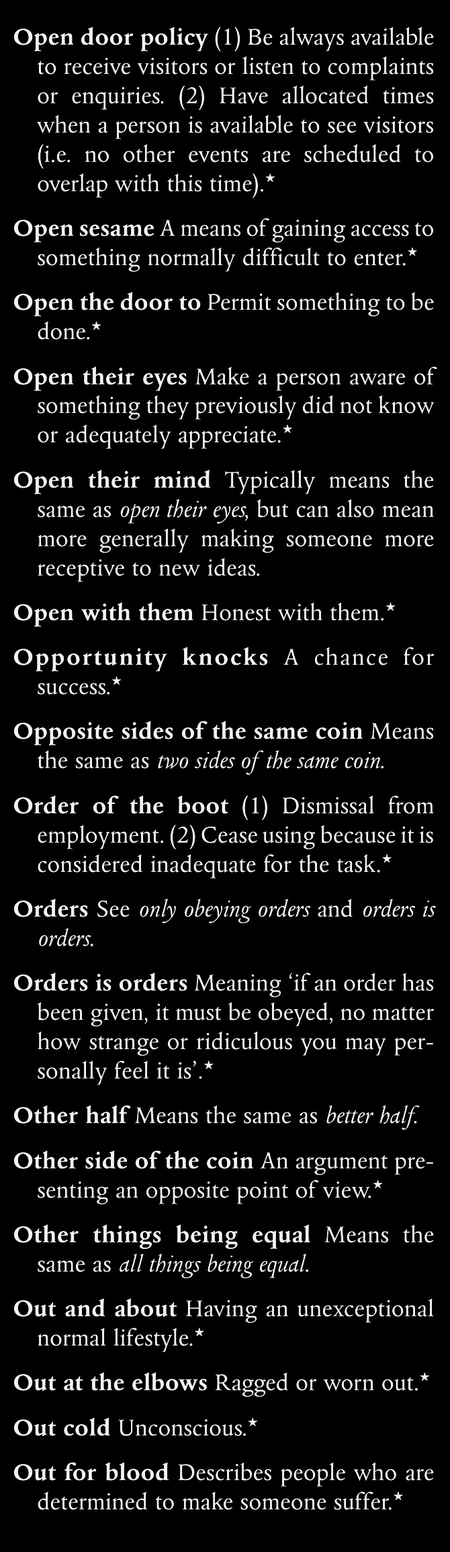 Open door policy (1) Be always available
to receive visitors or listen to complaints
or enquiries. (2) Have allocated times
when a person is available to see visitors
(i.e. no other events are scheduled to
overlap with this time).★
Open sesame A means of gaining access to
something normally difficult to enter.★
Open the door to Permit something to be
done.★
Open their eyes Make a person aware of
something they previously did not know
or adequately appreciate.★
Open their mind Typically means the
same as open their eyes, but can also mean
more generally making someone more
receptive to new ideas.
Open with them Honest with them.★
Opportunity knocks A chance for
success.★
Opposite sides of the same coin Means
the same as two sides of the same coin.
Order of the boot (1) Dismissal from
employment. (2) Cease using because it is
considered inadequate for the task.★
Orders See only obeying orders and orders is
orders.
Orders is orders Meaning ‘if an order has
been given, it must be obeyed, no matter
how strange or ridiculous you may per-
sonally feel it is’.★
Other half Means the same as better half.
Other side of the coin An argument pre-
senting an opposite point of view.★
Other things being equal Means the
same as all things being equal.
Out and about Having an unexceptional
normal lifestyle.★
Out at the elbows Ragged or worn out.★
Out cold Unconscious.★
Out for blood Describes people who are
determined to make someone suffer.★